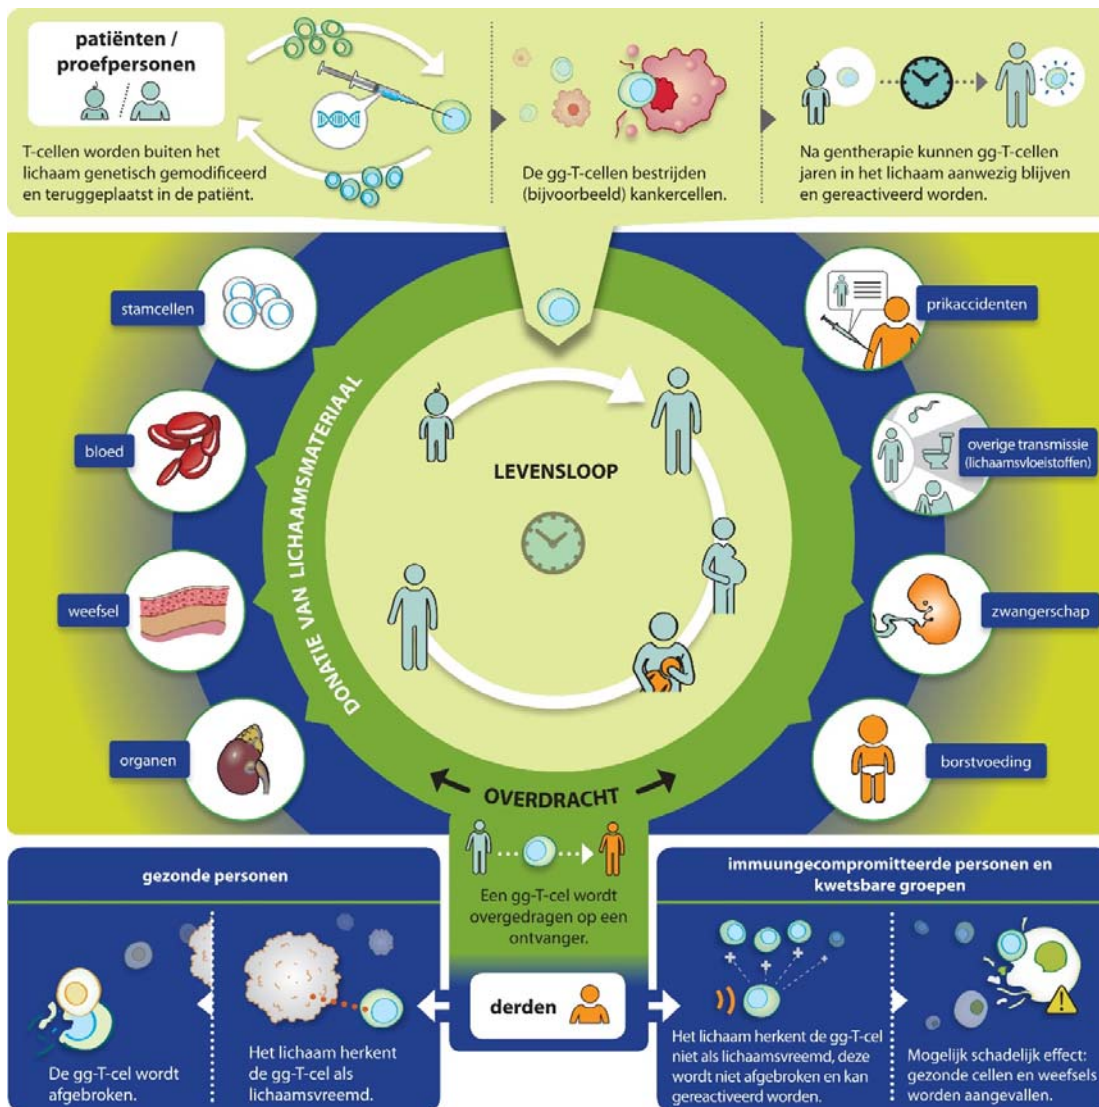 patiënten /
proefpersonen
T-cellen worden buiten het
lichaam genetisch gemodificeerd
en teruggeplaatst in de patiënt.
De gg-T-cellen bestrijden
(bijvoorbeeld) kankercellen.
Na gentherapie kunnen gg-T-cellen
jaren in het lichaam aanwezig blijven
en gereactiveerd worden.
stamcellen
bloed
weefsel
organen
DONATIE VAN LICHAAMSMATERIAAL
LEVENSLOOP
prikaccidenten
overige transmissie
(lichaamsvloeistoffen)
zwangerschap
borstvoeding
OVERDRACHT
Een gg-T-cel wordt
overgedragen op een
ontvanger.
derden
gezonde personen
De gg-T-cel wordt
afgebroken.
Het lichaam herkent
de gg-T-cel als
lichaamsvreemd.
immuungecompromitteerde personen en
kwetsbare groepen
Het lichaam herkent de gg-T-cel
niet als lichaamsvreemd, deze
wordt niet afgebroken en kan
gereactiveerd worden.
Mogelijk schadelijk effect:
gezonde cellen en weefsels
worden aangevallen.